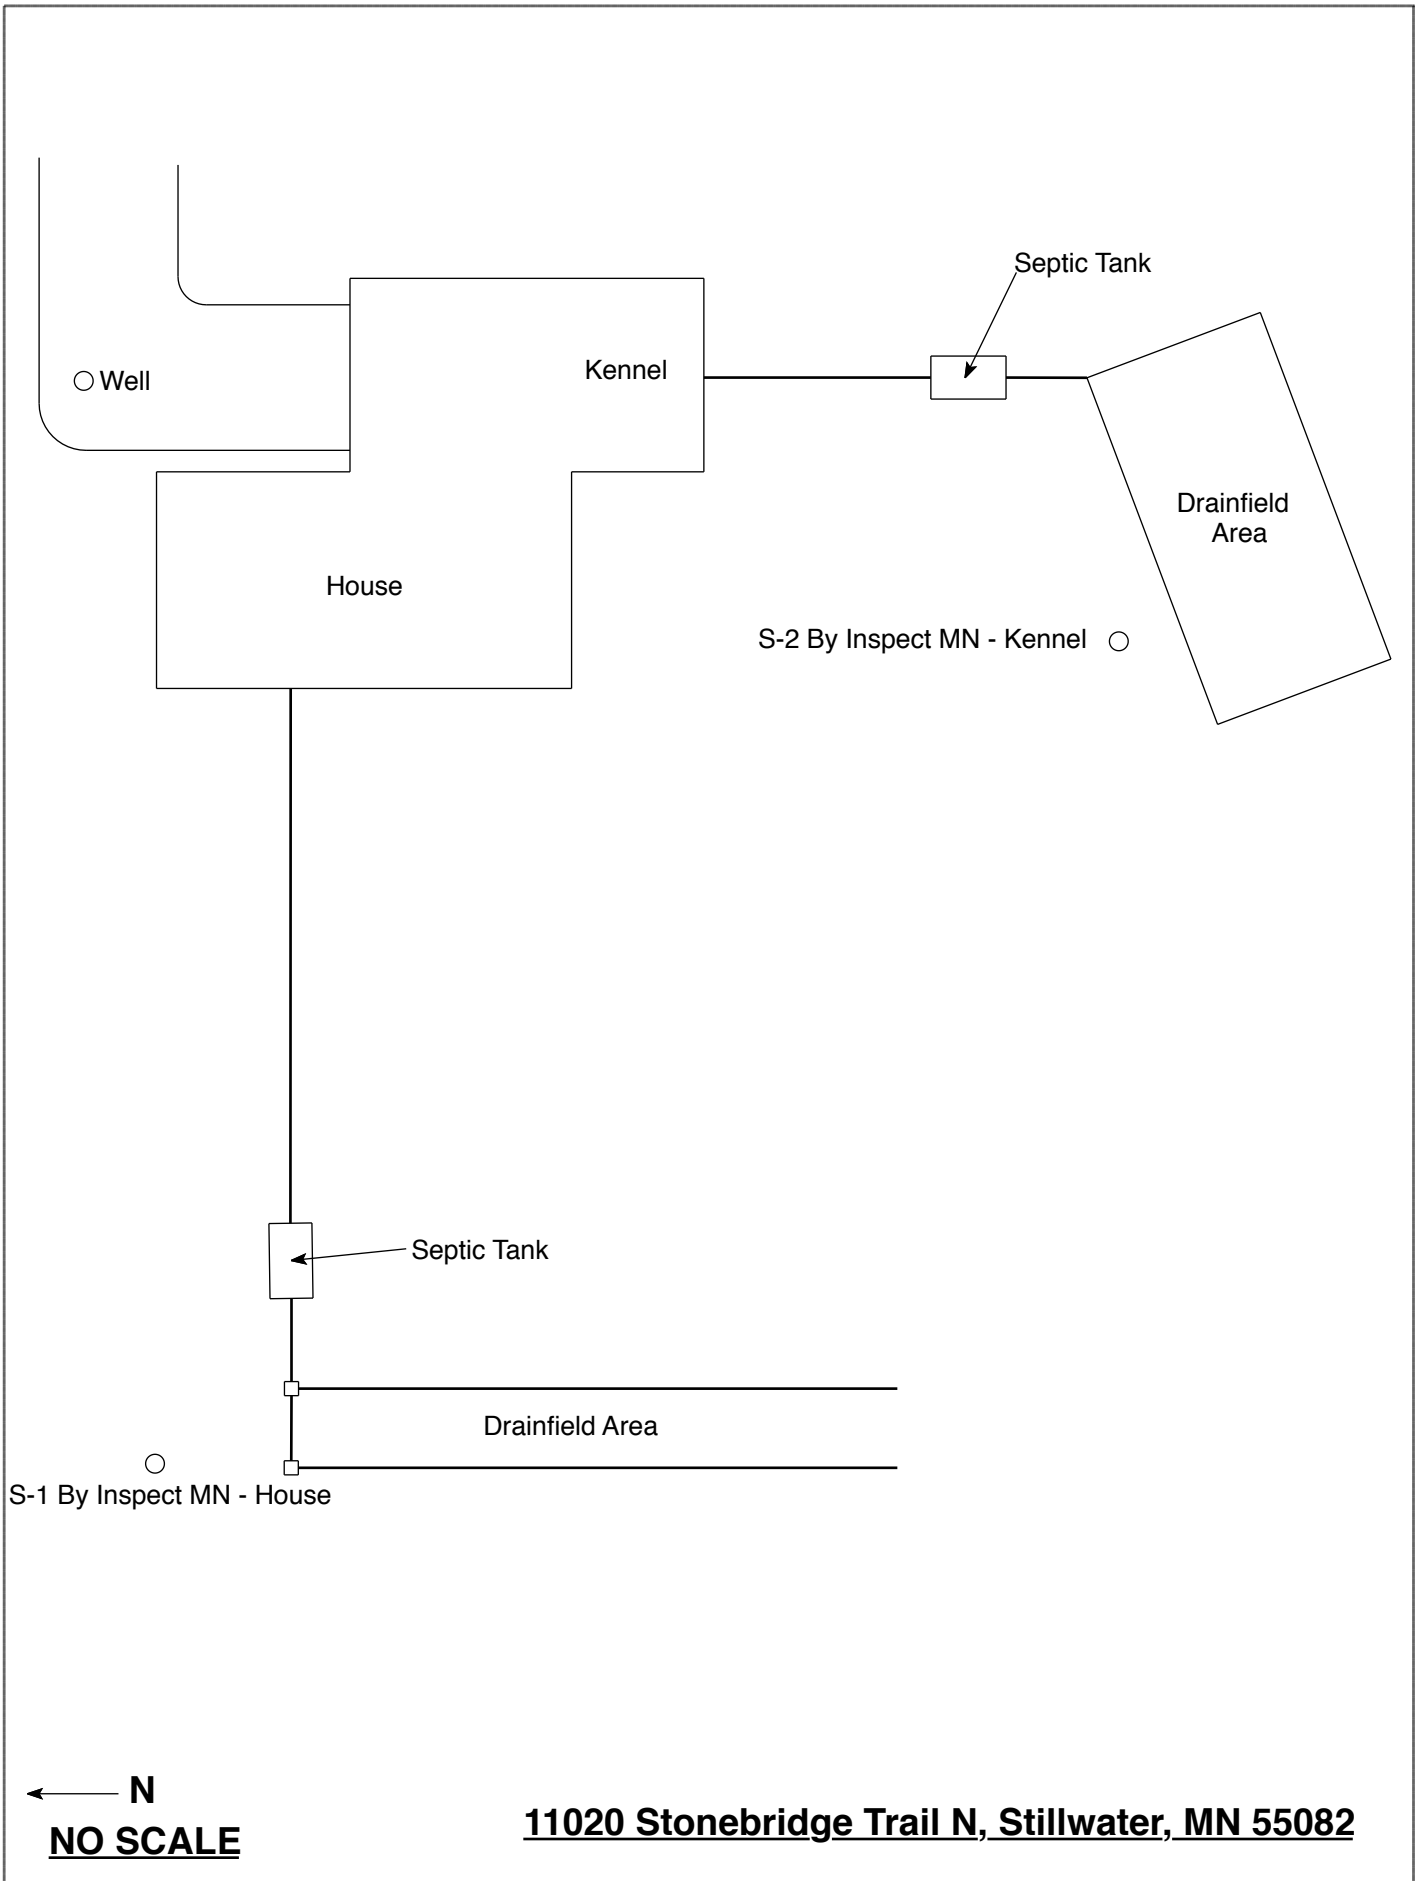 Septic Tank
Kennel
Well
Drainfield
Area
House
S-2 By Inspect MN - Kennel
Septic Tank
Drainfield Area
S-1 By Inspect MN - House
N
NO SCALE
11020 Stonebridge Trail N, Stillwater, MN 55082